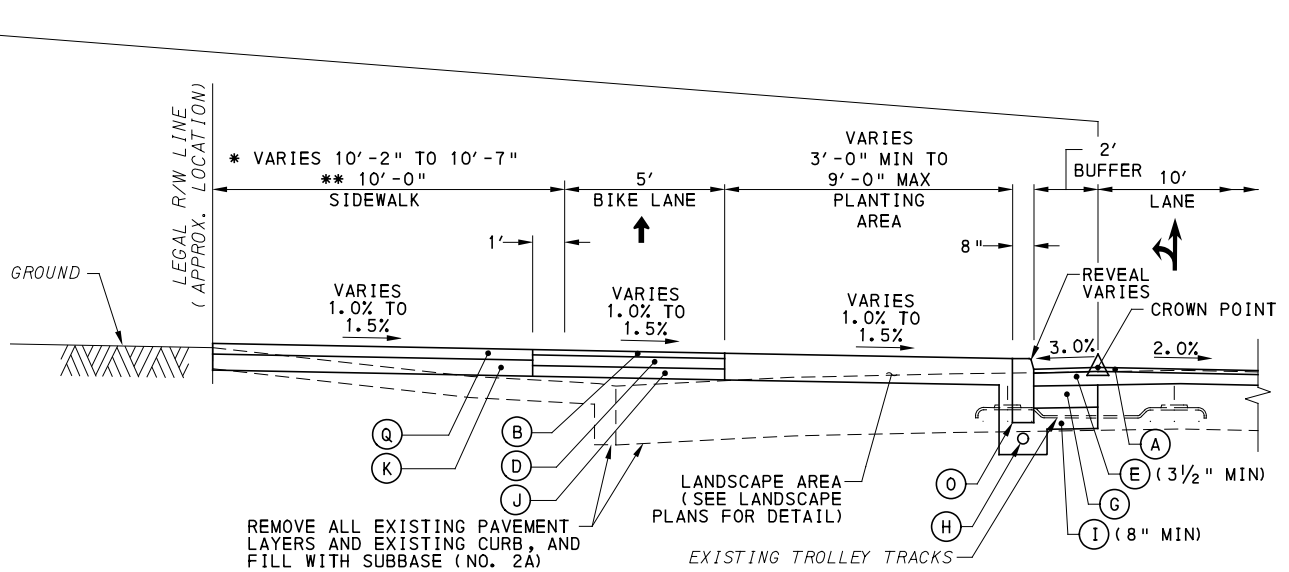 LEGAL R/W LINE
(APPROX. LOCATION)
* VARIES 10'-2" TO 10'-7"
** 10'-0"
SIDEWALK
5'
BIKE LANE
VARIES
3'-0" MIN TO
9'-0" MAX
PLANTING
AREA
2'
BUFFER
10'
LANE
1'
8"
GROUND
REVEAL
VARIES
CROWN POINT
VARIES
1.0% TO
1.5%
VARIES
1.0% TO
1.5%
VARIES
1.0% TO
1.5%
3.0%
2.0%
Q
K
B
D
J
O
H
A
E (3½" MIN)
G
I (8" MIN)
LANDSCAPE AREA
(SEE LANDSCAPE
PLANS FOR DETAIL)
REMOVE ALL EXISTING PAVEMENT
LAYERS AND EXISTING CURB, AND
FILL WITH SUBBASE (NO. 2A)
EXISTING TROLLEY TRACKS